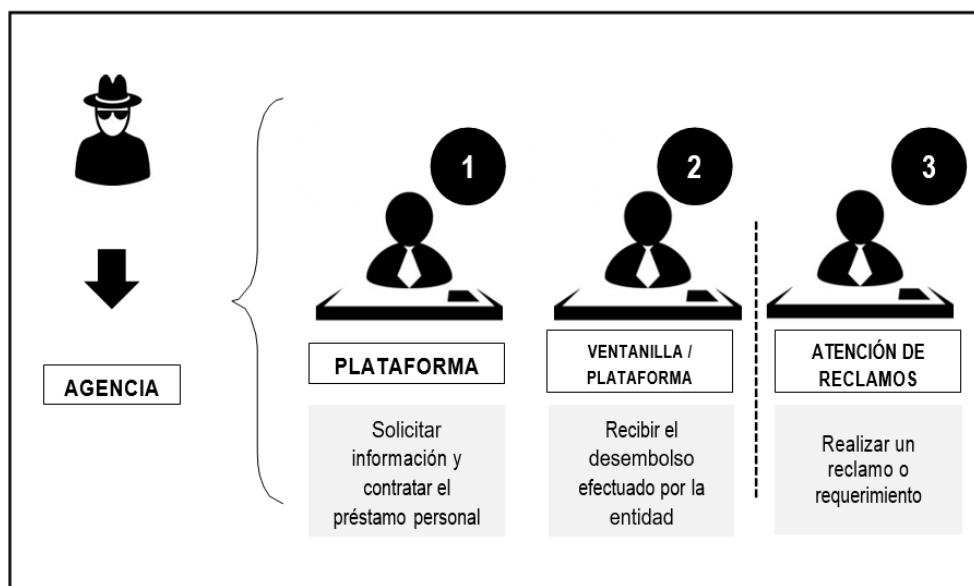 1
2
3
AGENCIA
PLATAFORMA
Solicitar
información y
contratar el
préstamo personal
VENTANILLA /
PLATAFORMA
Recibir el
desembolso
efectuado por la
entidad
ATENCIÓN DE
RECLAMOS
Realizar un
reclamo o
requerimiento